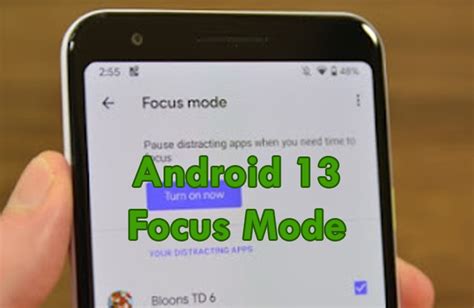 2:55
48%
Focus mode
Pause distracting apps when you need time to
focus
Android 13
Turn on now
Focus Mode
YOUR DISTRACTING APPS
Bloons TD 6